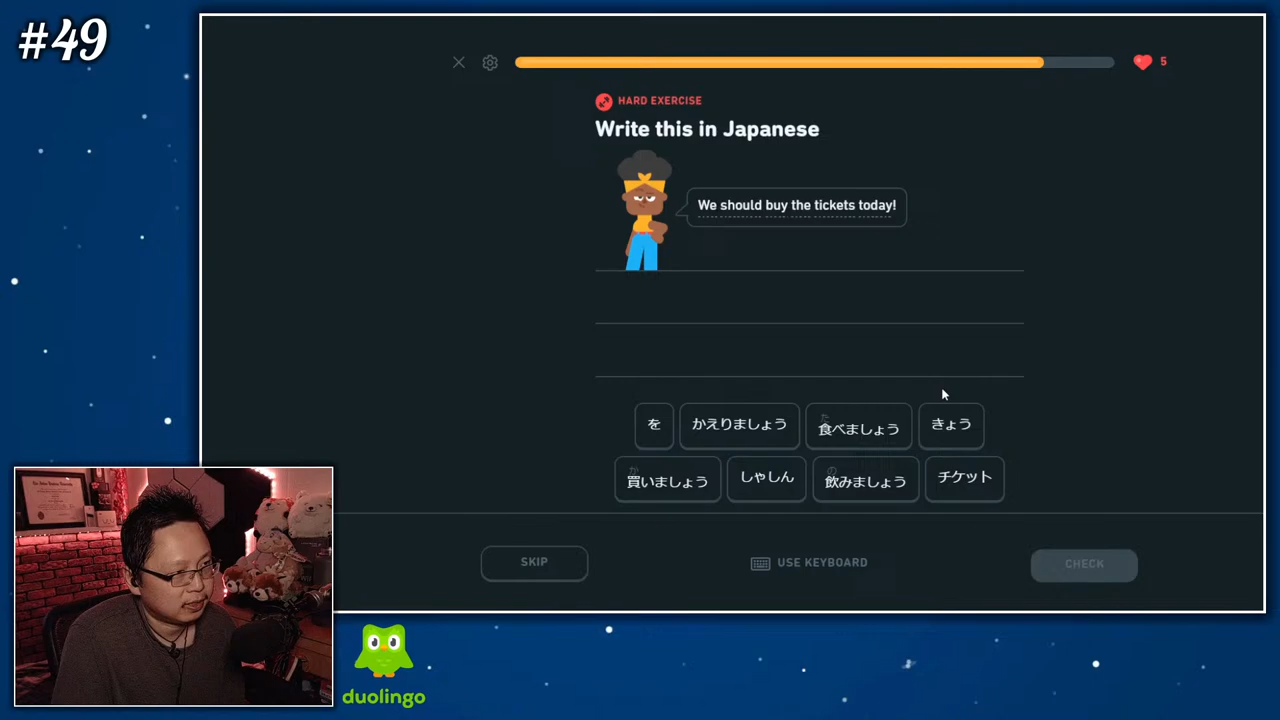 #49
5
HARD EXERCISE
Write this in Japanese
We should buy the tickets today!
を かえりましょう 食べましょう きょう
買いましょう しゃしん 飲みましょう チケット
SKIP
USE KEYBOARD
CHECK
duolingo